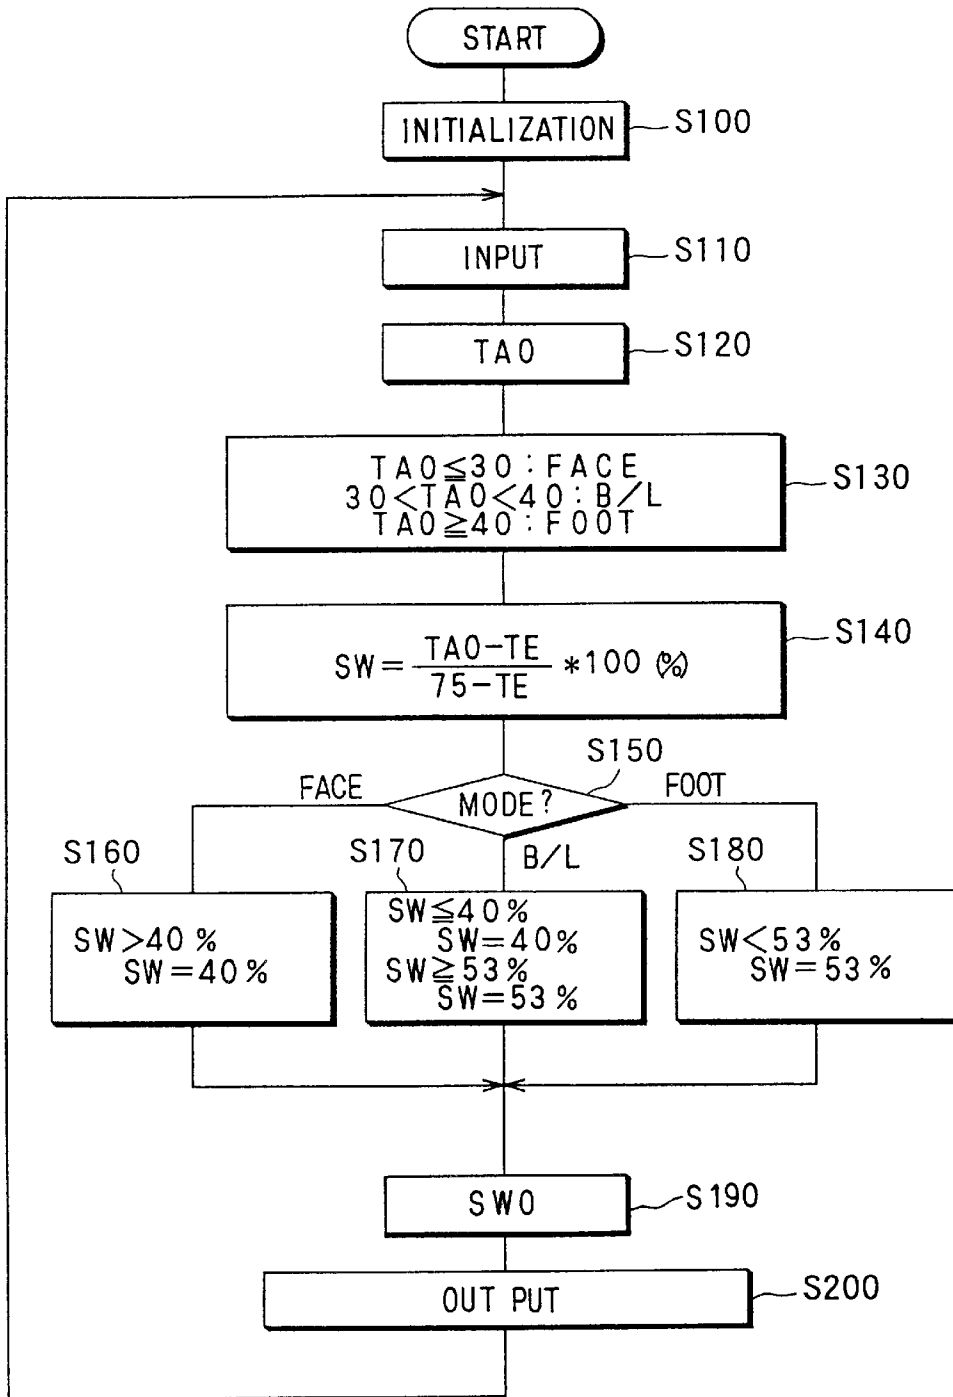 START
INITIALIZATION
S100
INPUT
S110
TAO
S120
TAO≦30:FACE
30<TAO<40:B/L
TAO≧40:FOOT
S130
SW=TAO-TE/75-TE*100(%)
S140
S150
FACE
MODE?
FOOT
B/L
S160
SW>40%
SW=40%
S170
SW≦40%
SW=40%
SW≧53%
SW=53%
S180
SW<53%
SW=53%
SWO
S190
OUT PUT
S200